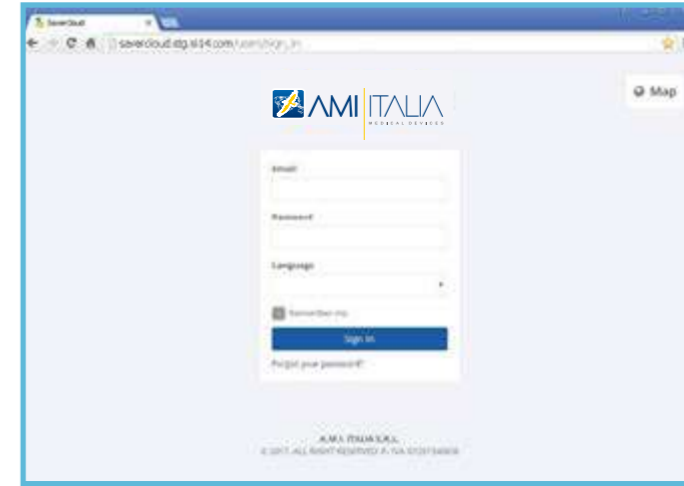 SaverCloud
savercloud.stg.si14.com/users/sign_in
Map
AMI ITALIA
MEDICAL DEVICES
Email
Password
Language
Remember me
Sign in
Forgot your password?
A.M.I. ITALIA S.R.L.
© 2017. ALL RIGHT RESERVED. P. IVA